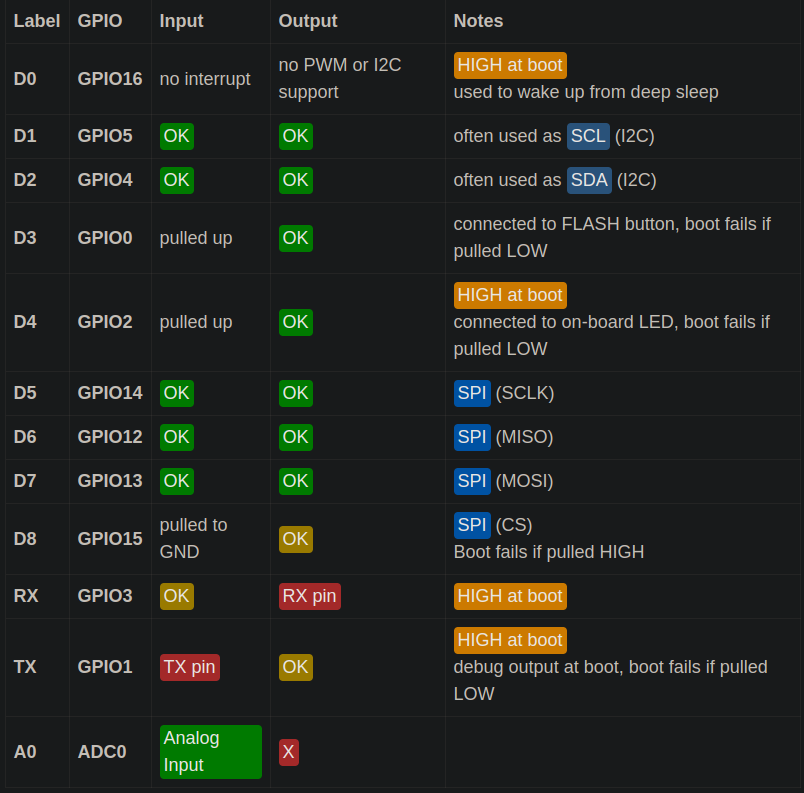 Label GPIO Input Output Notes
D0 GPIO16 no interrupt no PWM or I2C support HIGH at boot
used to wake up from deep sleep
D1 GPIO5 OK OK often used as SCL (I2C)
D2 GPIO4 OK OK often used as SDA (I2C)
D3 GPIO0 pulled up OK connected to FLASH button, boot fails if
pulled LOW
D4 GPIO2 pulled up OK HIGH at boot
connected to on-board LED, boot fails if
pulled LOW
D5 GPIO14 OK OK SPI (SCLK)
D6 GPIO12 OK OK SPI (MISO)
D7 GPIO13 OK OK SPI (MOSI)
D8 GPIO15 pulled to GND OK SPI (CS)
Boot fails if pulled HIGH
RX GPIO3 OK RX pin HIGH at boot
TX GPIO1 TX pin OK HIGH at boot
debug output at boot, boot fails if pulled
LOW
A0 ADC0 Analog Input X